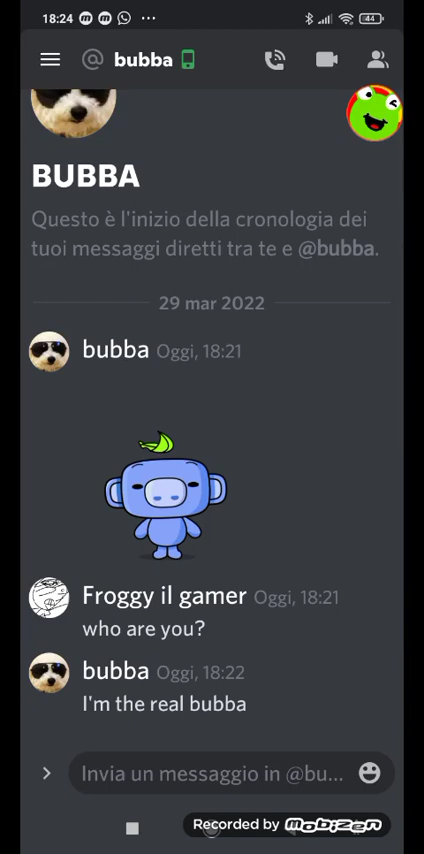 18:24
44
@ bubba
BUBBA
Questo è l'inizio della cronologia dei
tuoi messaggi diretti tra te e @bubba.
29 mar 2022
bubba Oggi, 18:21
Froggy il gamer Oggi, 18:21
who are you?
bubba Oggi, 18:22
I'm the real bubba
Invia un messaggio in @bu...
Recorded by MOBIZEN